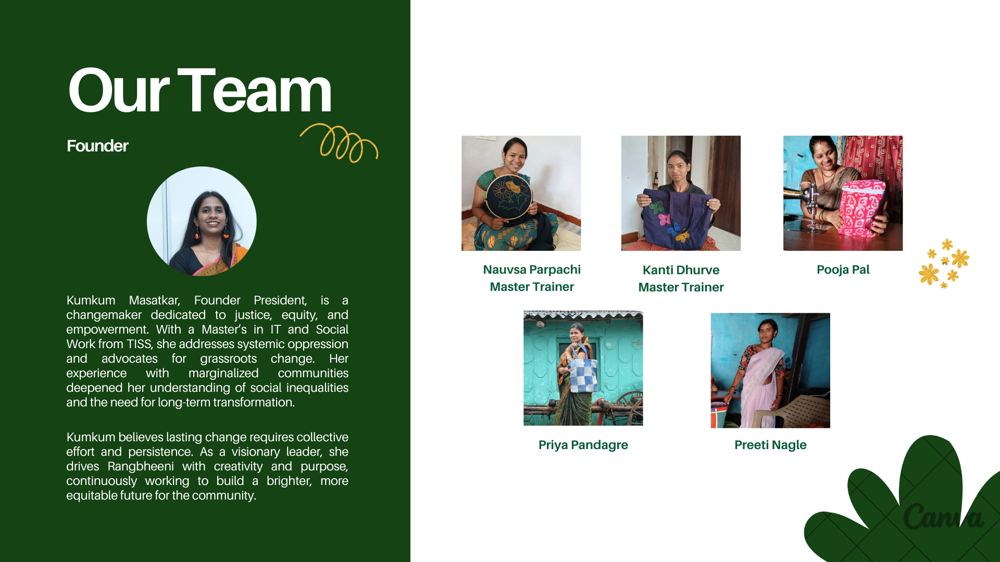 Our Team
Founder
Kumkum Masatkar, Founder President, is a
changemaker dedicated to justice, equity, and
empowerment. With a Master’s in IT and Social
Work from TISS, she addresses systemic oppression
and advocates for grassroots change. Her
experience with marginalized communities
deepened her understanding of social inequalities
and the need for long-term transformation.
Kumkum believes lasting change requires collective
effort and persistence. As a visionary leader, she
drives Rangbheeni with creativity and purpose,
continuously working to build a brighter, more
equitable future for the community.
Nauvsa Parpachi
Master Trainer
Kanti Dhurve
Master Trainer
Pooja Pal
Priya Pandagre
Preeti Nagle
Canva